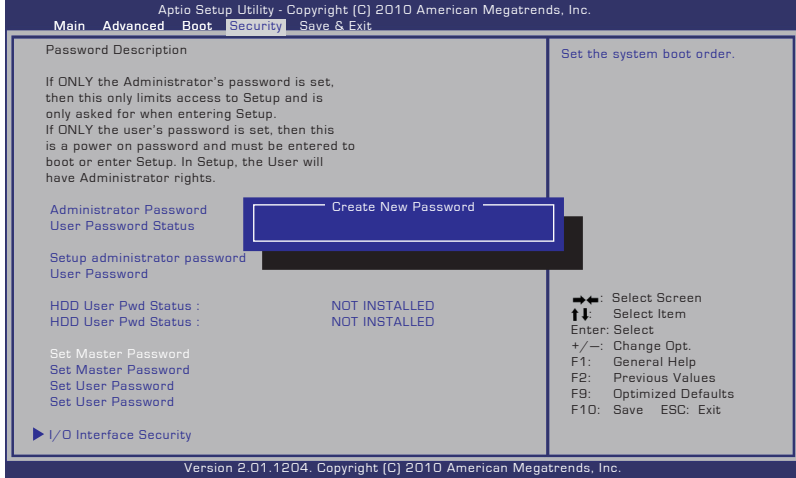 Aptio Setup Utility - Copyright (C) 2010 American Megatrends, Inc.
Main Advanced Boot Security Save & Exit
Password Description
If ONLY the Administrator's password is set,
then this only limits access to Setup and is
only asked for when entering Setup.
If ONLY the user's password is set, then this
is a power on password and must be entered to
boot or enter Setup. In Setup, the User will
have Administrator rights.
Administrator Password
User Password Status
Setup administrator password
User Password
HDD User Pwd Status : NOT INSTALLED
HDD User Pwd Status : NOT INSTALLED
Set Master Password
Set Master Password
Set User Password
Set User Password
I/O Interface Security
Create New Password
Set the system boot order.
→←: Select Screen
↑↓: Select Item
Enter: Select
+/—: Change Opt.
F1: General Help
F2: Previous Values
F9: Optimized Defaults
F10: Save ESC: Exit
Version 2.01.1204. Copyright (C) 2010 American Megatrends, Inc.